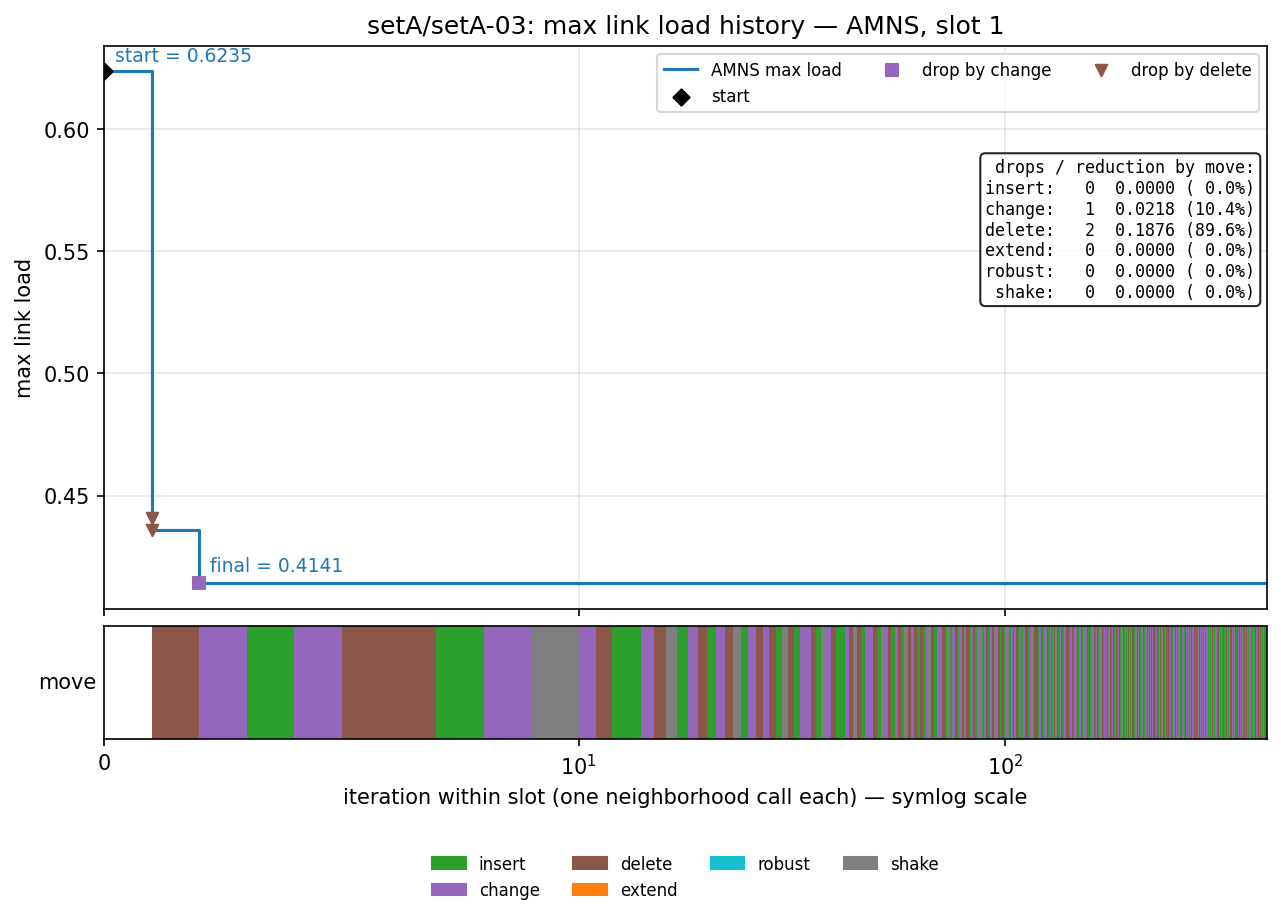 setA/setA-03: max link load history — AMNS, slot 1
start = 0.6235
AMNS max load
drop by change
drop by delete
start
drops / reduction by move:
insert: 0 0.0000 ( 0.0%)
change: 1 0.0218 (10.4%)
delete: 2 0.1876 (89.6%)
extend: 0 0.0000 ( 0.0%)
robust: 0 0.0000 ( 0.0%)
shake: 0 0.0000 ( 0.0%)
0.60
0.55
0.50
0.45
max link load
final = 0.4141
move
0
10¹
10²
iteration within slot (one neighborhood call each) — symlog scale
insert
delete
robust
shake
change
extend